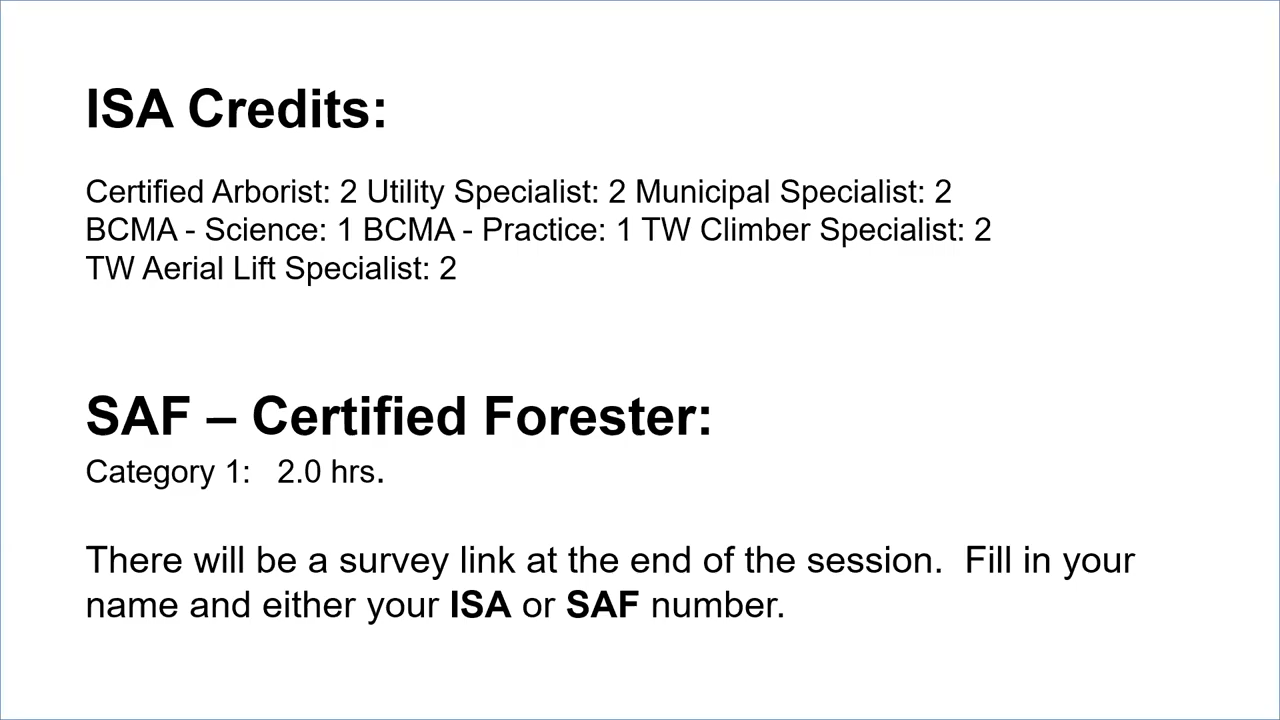 ISA Credits:
Certified Arborist: 2 Utility Specialist: 2 Municipal Specialist: 2
BCMA - Science: 1 BCMA - Practice: 1 TW Climber Specialist: 2
TW Aerial Lift Specialist: 2
SAF – Certified Forester:
Category 1:   2.0 hrs.
There will be a survey link at the end of the session.  Fill in your
name and either your ISA or SAF number.